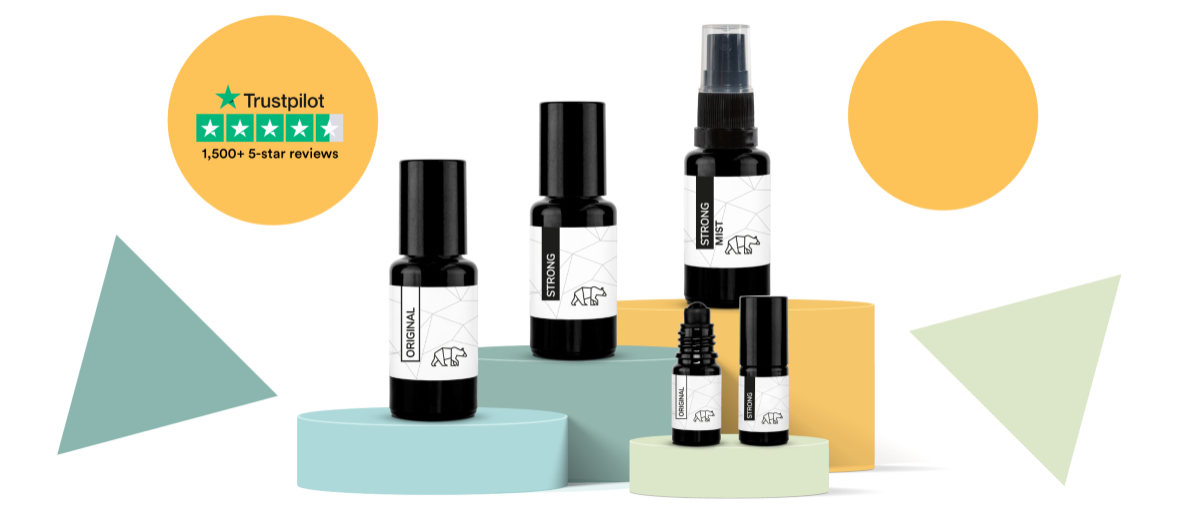 Trustpilot
1,500+ 5-star reviews
ORIGINAL
STRONG
STRONG
MIST
ORIGINAL
STRONG